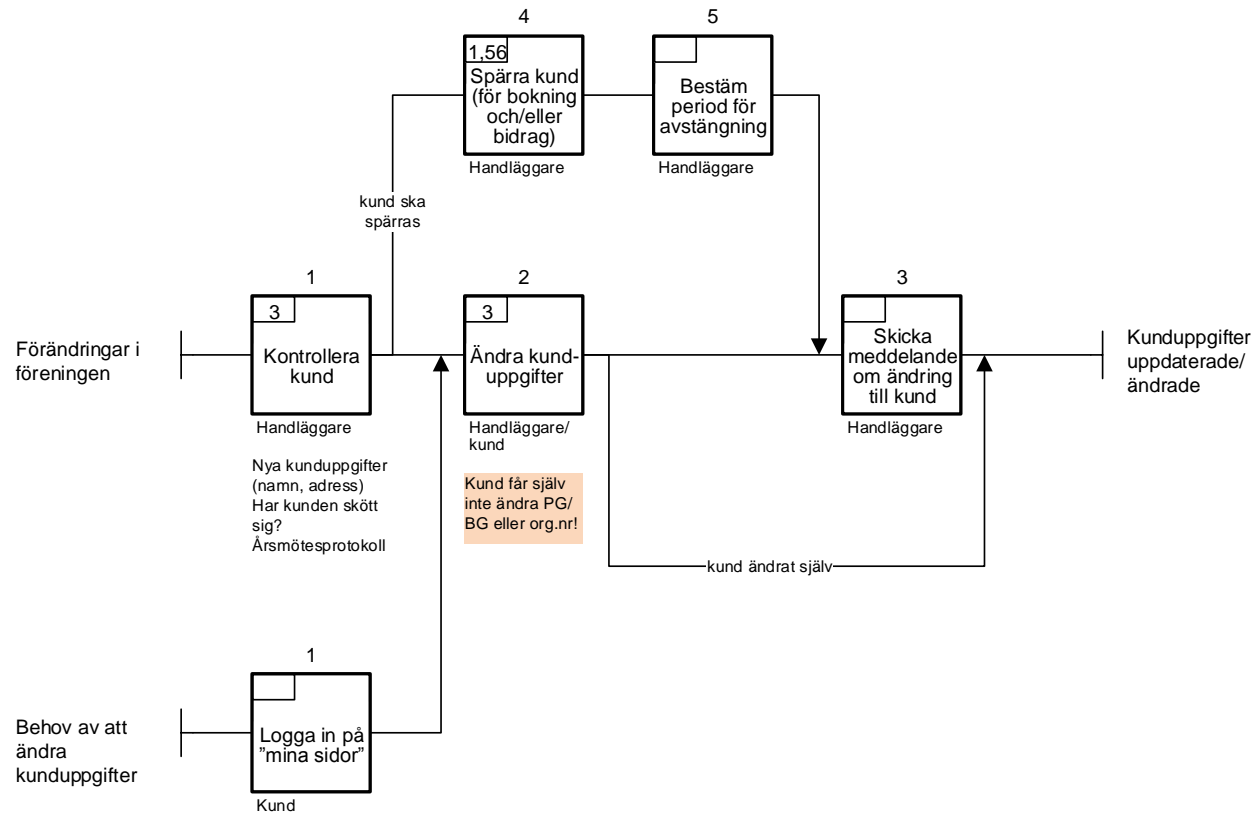 4
1,56
Spärra kund
(för bokning
och/eller
bidrag)
Handläggare
5
Bestäm
period för
avstängning
Handläggare
kund ska
spärras
Förändringar i
föreningen
1
3
Kontrollera
kund
Handläggare
Nya kunduppgifter
(namn, adress)
Har kunden skött
sig?
Årsmötesprotokoll
2
3
Ändra kund-
uppgifter
Handläggare/
kund
Kund får själv
inte ändra PG/
BG eller org.nr!
3
Skicka
meddelande
om ändring
till kund
Handläggare
Kunduppgifter
uppdaterade/
ändrade
kund ändrat själv
Behov av att
ändra
kunduppgifter
1
Logga in på
”mina sidor”
Kund